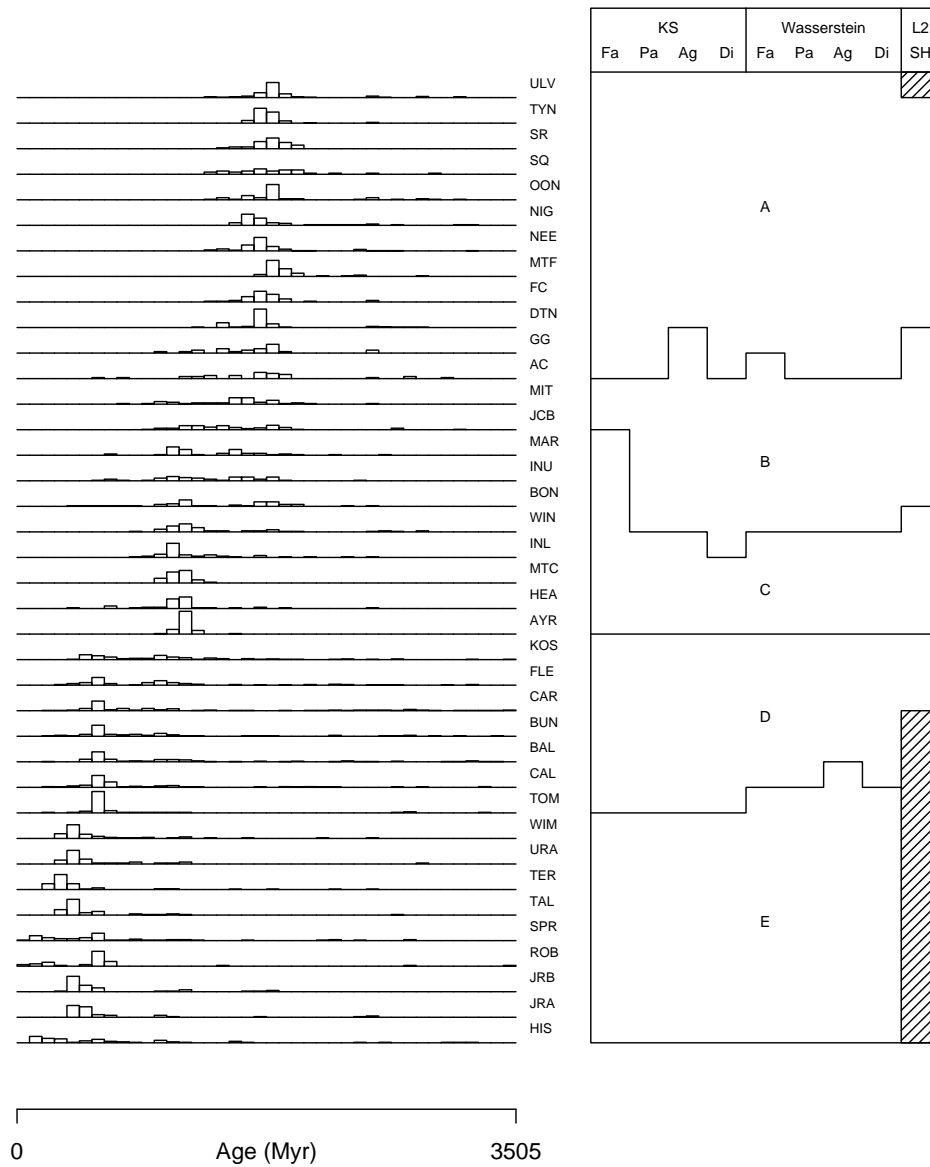 KS Wasserstein L2
Fa Pa Ag Di Fa Pa Ag Di SH
ULV
TYN
SR
SQ
OON
NIG
NEE
MTF
FC
DTN
GG
AC
MIT
JCB
MAR
INU
BON
WIN
INL
MTC
HEA
AYR
KOS
FLE
CAR
BUN
BAL
CAL
TOM
WIM
URA
TER
TAL
SPR
ROB
JRB
JRA
HIS
A
B
C
D
E
0 Age (Myr) 3505